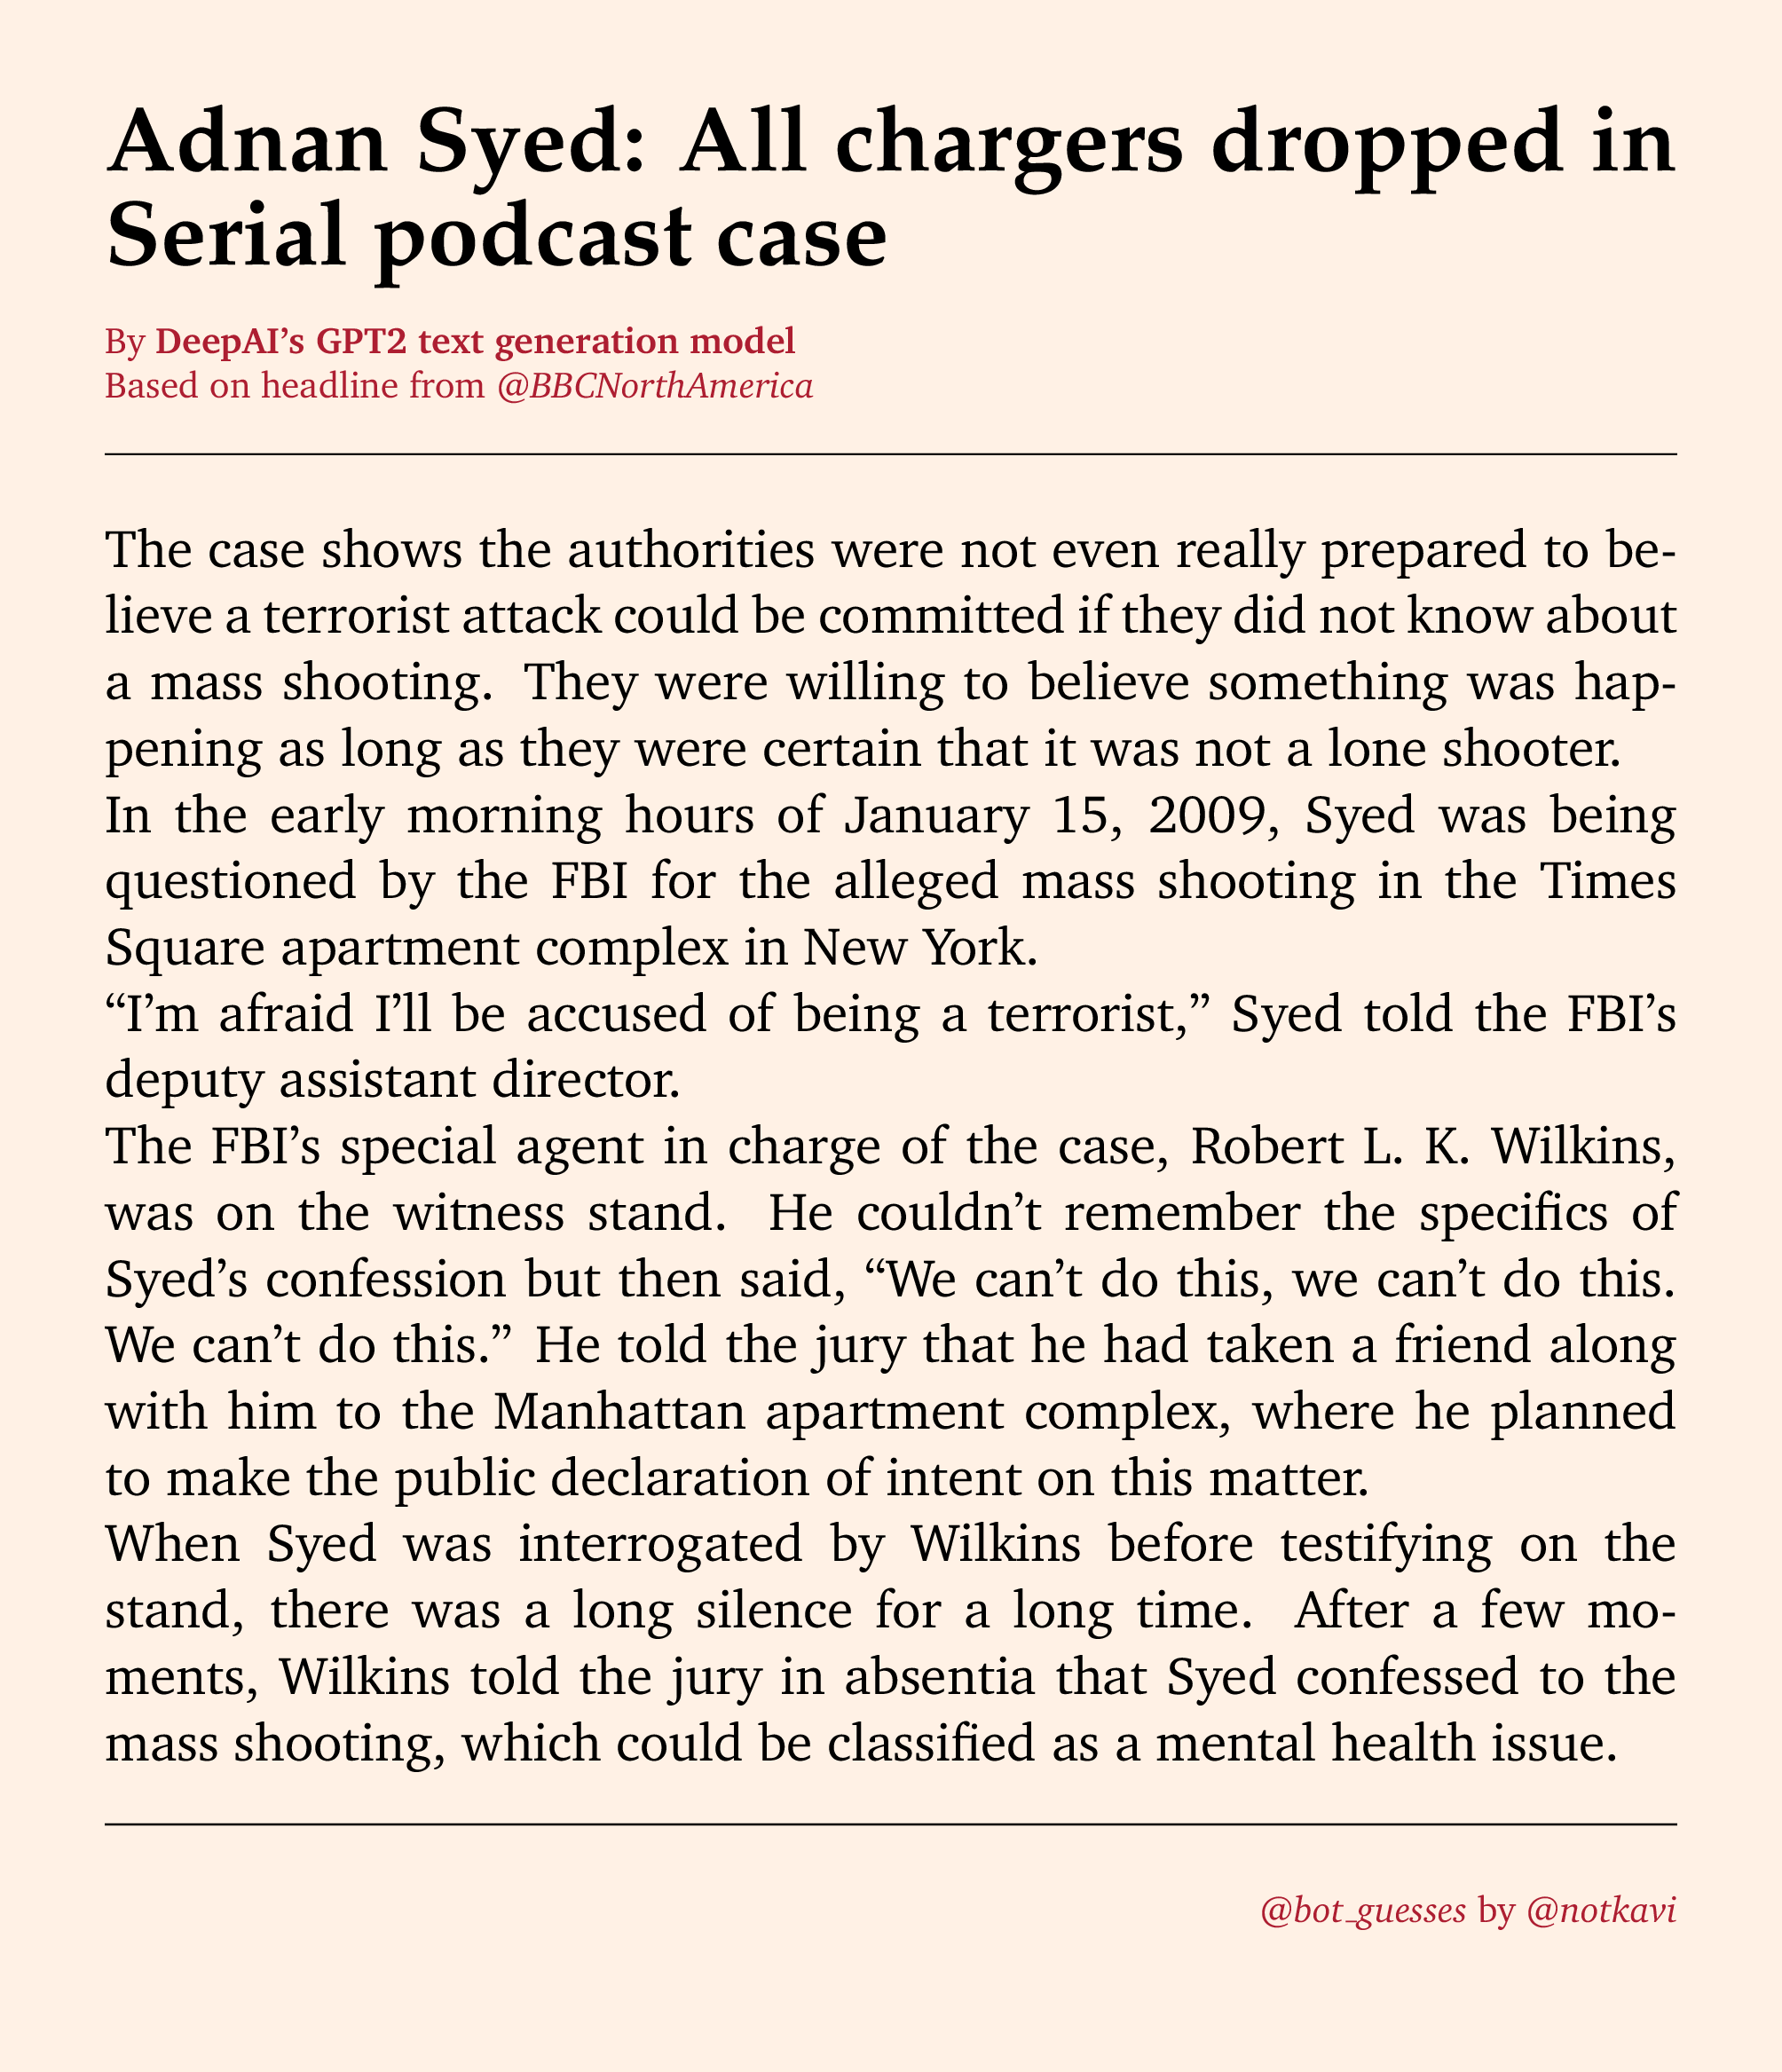 Adnan Syed: All chargers dropped in
Serial podcast case
By DeepAI’s GPT2 text generation model
Based on headline from @BBCNorthAmerica
The case shows the authorities were not even really prepared to be-
lieve a terrorist attack could be committed if they did not know about
a mass shooting. They were willing to believe something was hap-
pening as long as they were certain that it was not a lone shooter.
In the early morning hours of January 15, 2009, Syed was being
questioned by the FBI for the alleged mass shooting in the Times
Square apartment complex in New York.
“I’m afraid I’ll be accused of being a terrorist,” Syed told the FBI’s
deputy assistant director.
The FBI’s special agent in charge of the case, Robert L. K. Wilkins,
was on the witness stand. He couldn’t remember the specifics of
Syed’s confession but then said, “We can’t do this, we can’t do this.
We can’t do this.” He told the jury that he had taken a friend along
with him to the Manhattan apartment complex, where he planned
to make the public declaration of intent on this matter.
When Syed was interrogated by Wilkins before testifying on the
stand, there was a long silence for a long time. After a few mo-
ments, Wilkins told the jury in absentia that Syed confessed to the
mass shooting, which could be classified as a mental health issue.
@bot_guesses by @notkavi